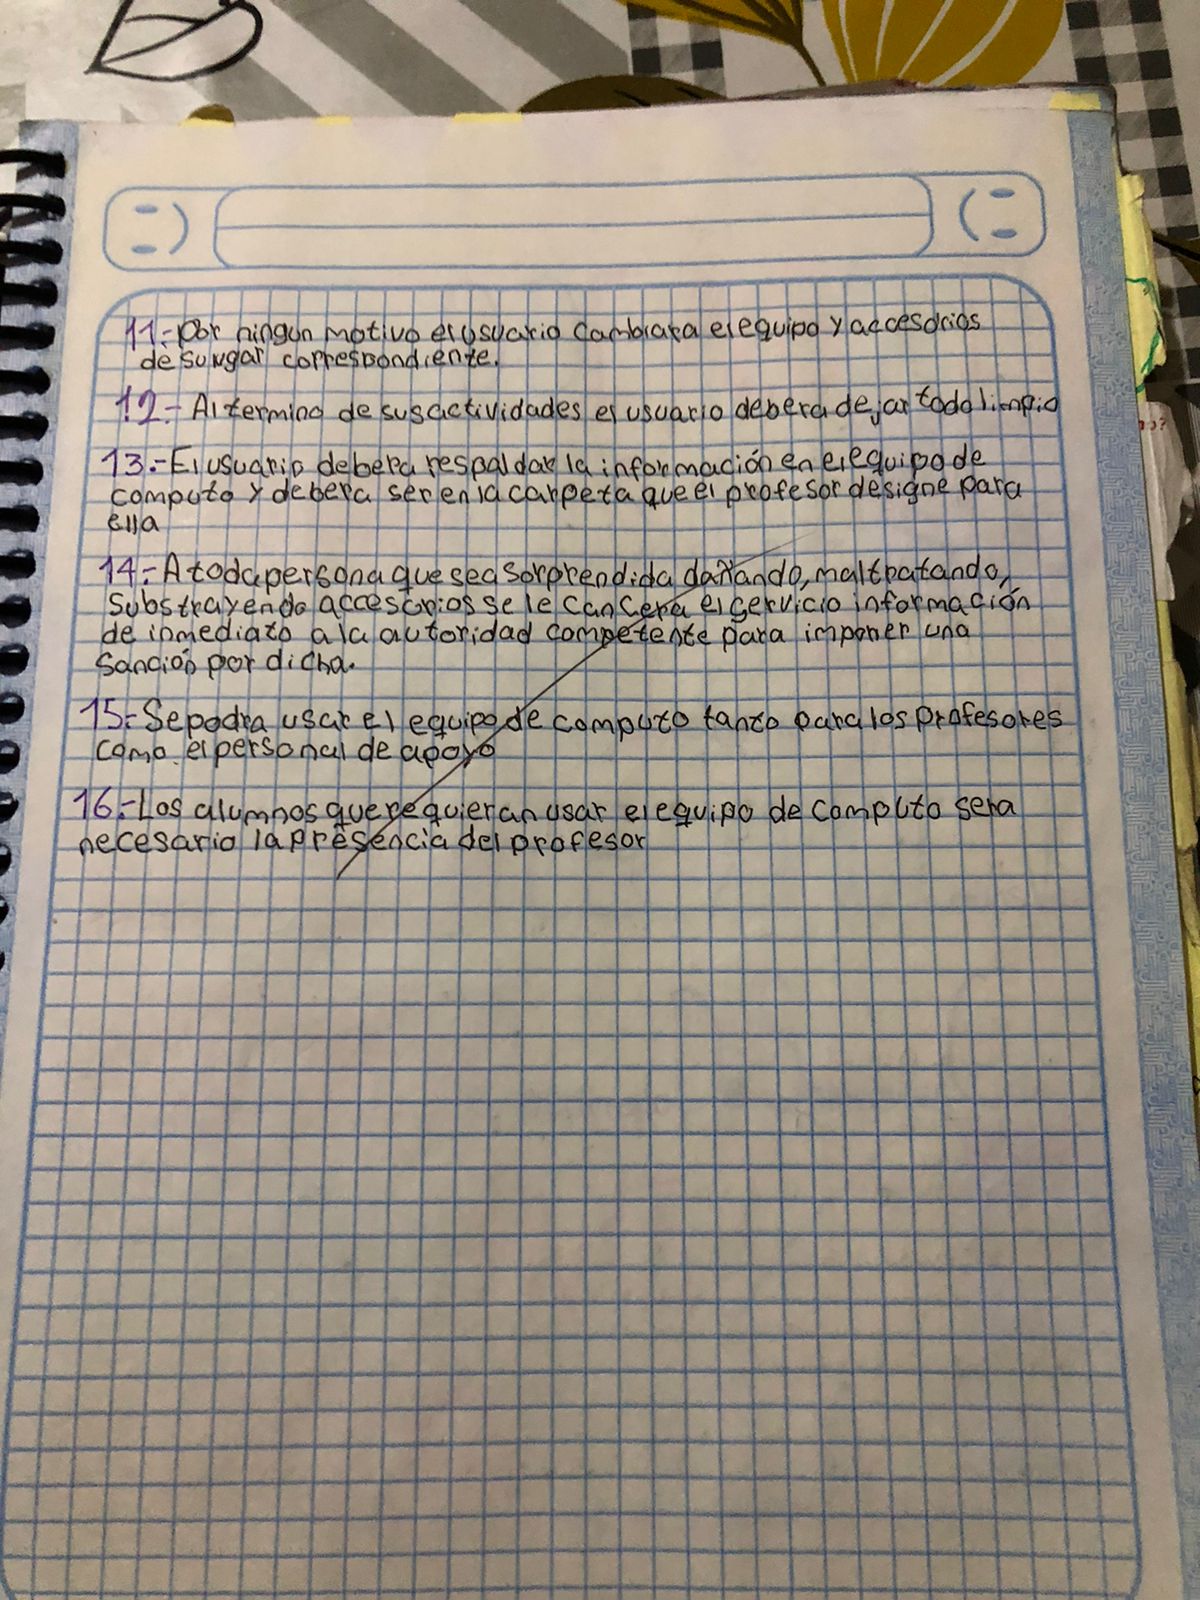 11.- Por ningun motivo el usuario cambiara el equipo y accesorios
de su lugar correspondiente.
12.- Al termino de sus actividades el usuario debera dejar todo limpio
13.- El usuario debera respaldar la información en el equipo de
computo y debera ser en la carpeta que el profesor designe para
ella
14.- A toda persona que sea sorprendida dañando, maltratando,
Substrayendo accesorios se le cancera el servicio información
de inmediato a la autoridad competente para imponer una
Sanción por dicha.
15.- Se podra usar el equipo de computo tanto para los profesores
como el personal de apoyo
16.- Los alumnos que requieran usar el equipo de computo sera
necesario la presencia del profesor